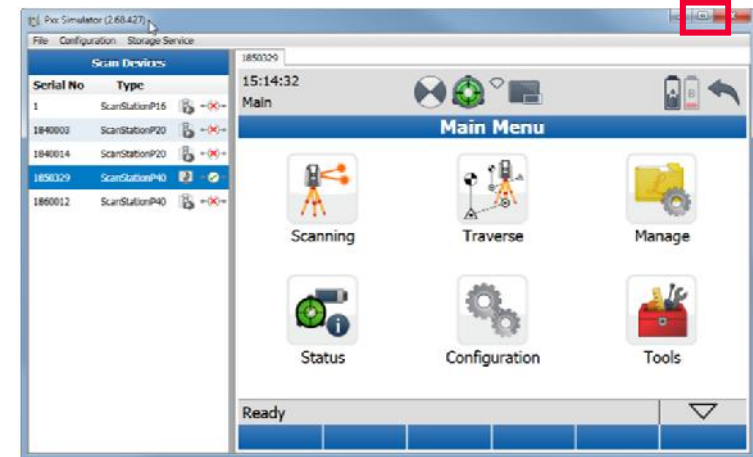 Pxx Simulator (2.68.427)
File Configuration Storage Service
Scan Devices
Serial No Type
1 ScanStationP16
1840003 ScanStationP20
1840014 ScanStationP20
1850329 ScanStationP40
1860012 ScanStationP40
1850329
15:14:32
Main
A B
Main Menu
Scanning Traverse Manage
Status Configuration Tools
Ready